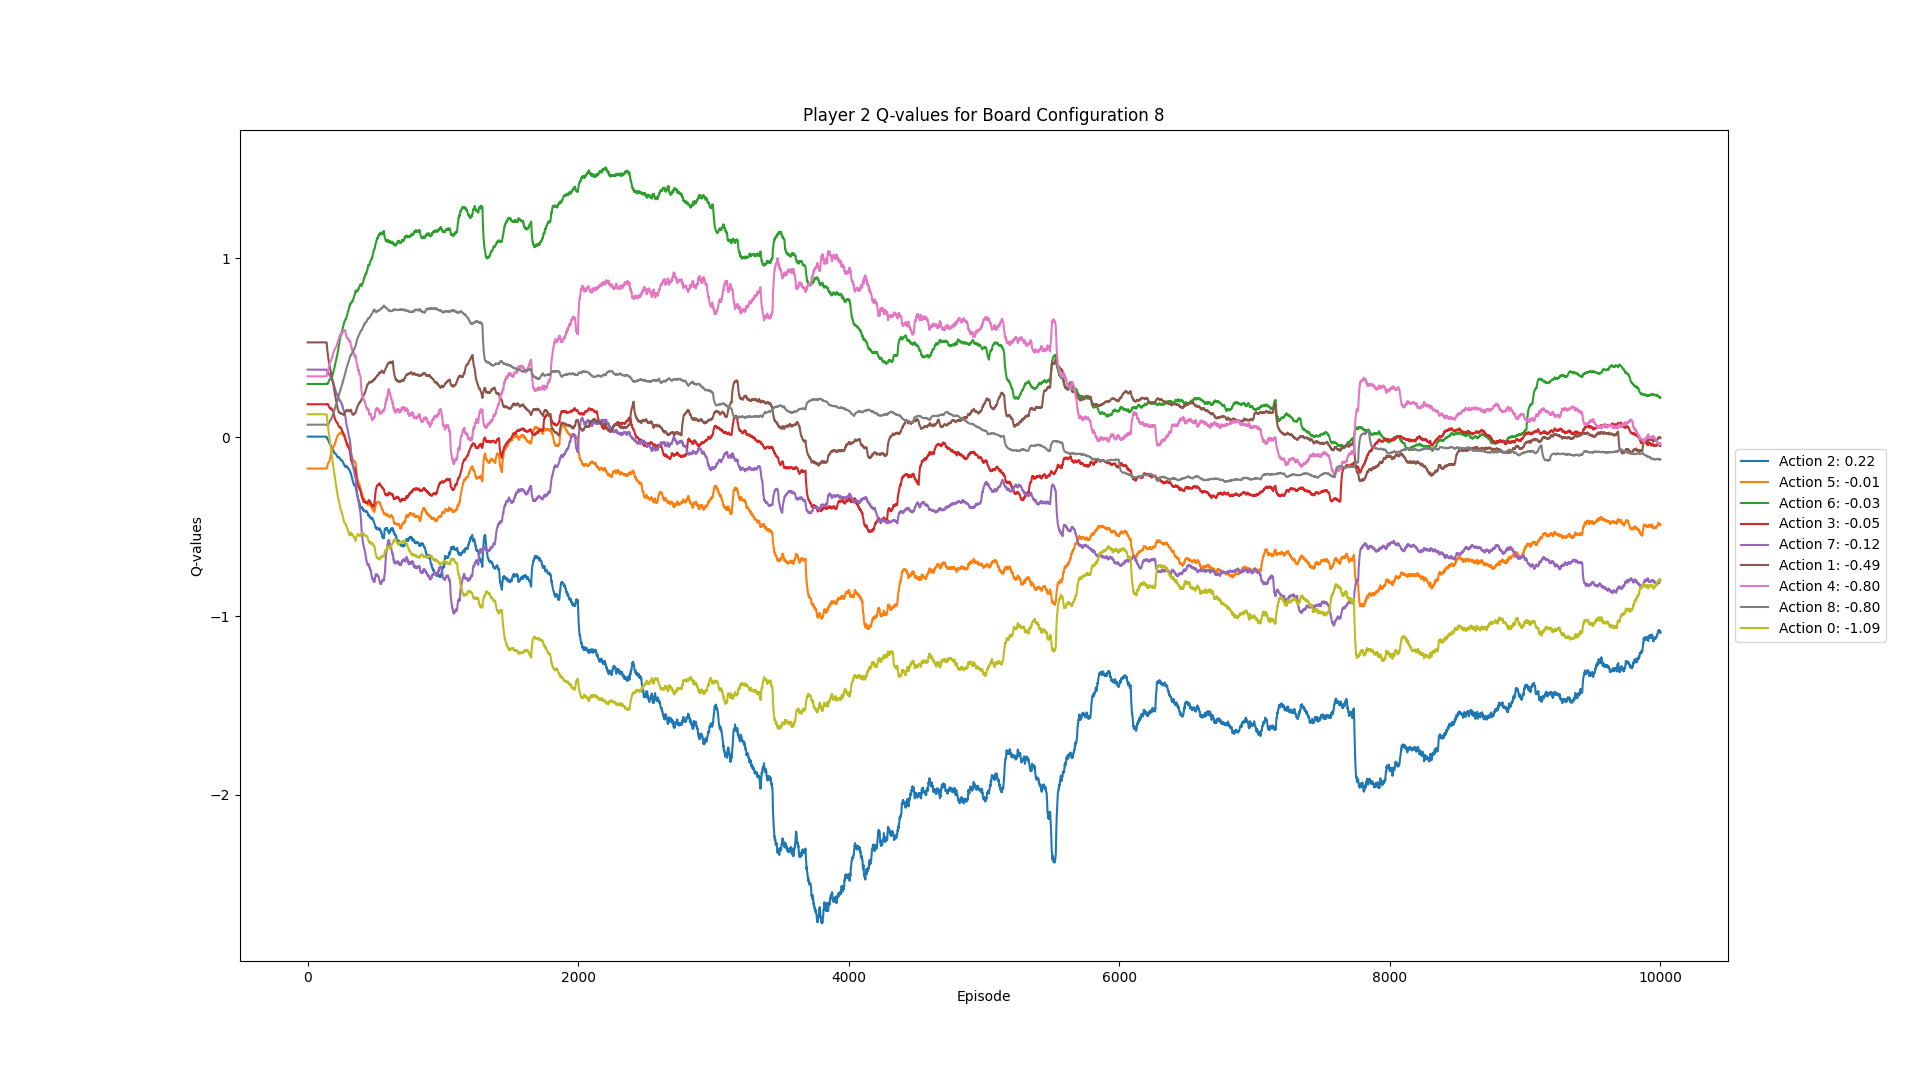 Player 2 Q-values for Board Configuration 8
1
0
−1
−2
Q-values
0
2000
4000
6000
8000
10000
Episode
Action 2: 0.22
Action 5: -0.01
Action 6: -0.03
Action 3: -0.05
Action 7: -0.12
Action 1: -0.49
Action 4: -0.80
Action 8: -0.80
Action 0: -1.09